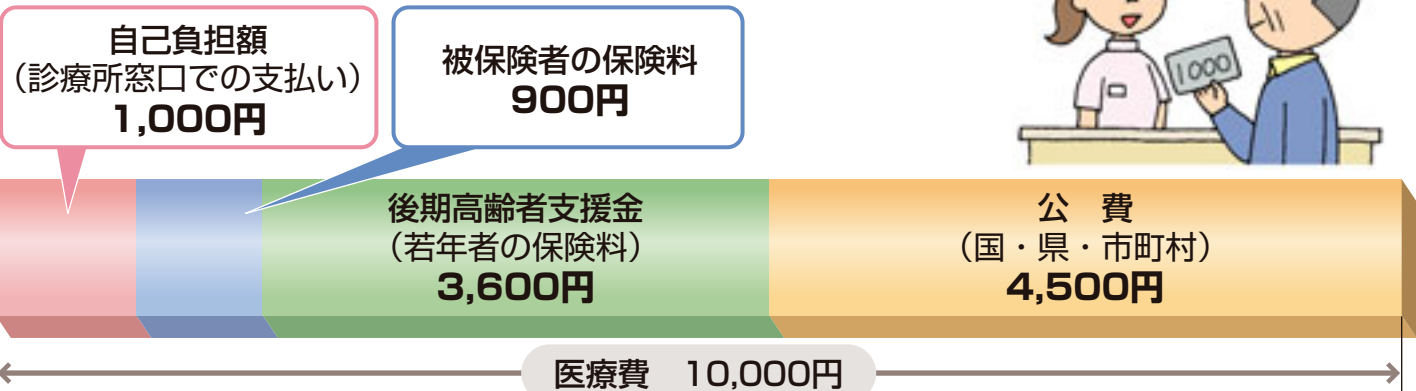 自己負担額
（診療所窓口での支払い）
1,000円
被保険者の保険料
900円
1000
後期高齢者支援金
（若年者の保険料）
3,600円
公　費
（国・県・市町村）
4,500円
医療費　10,000円